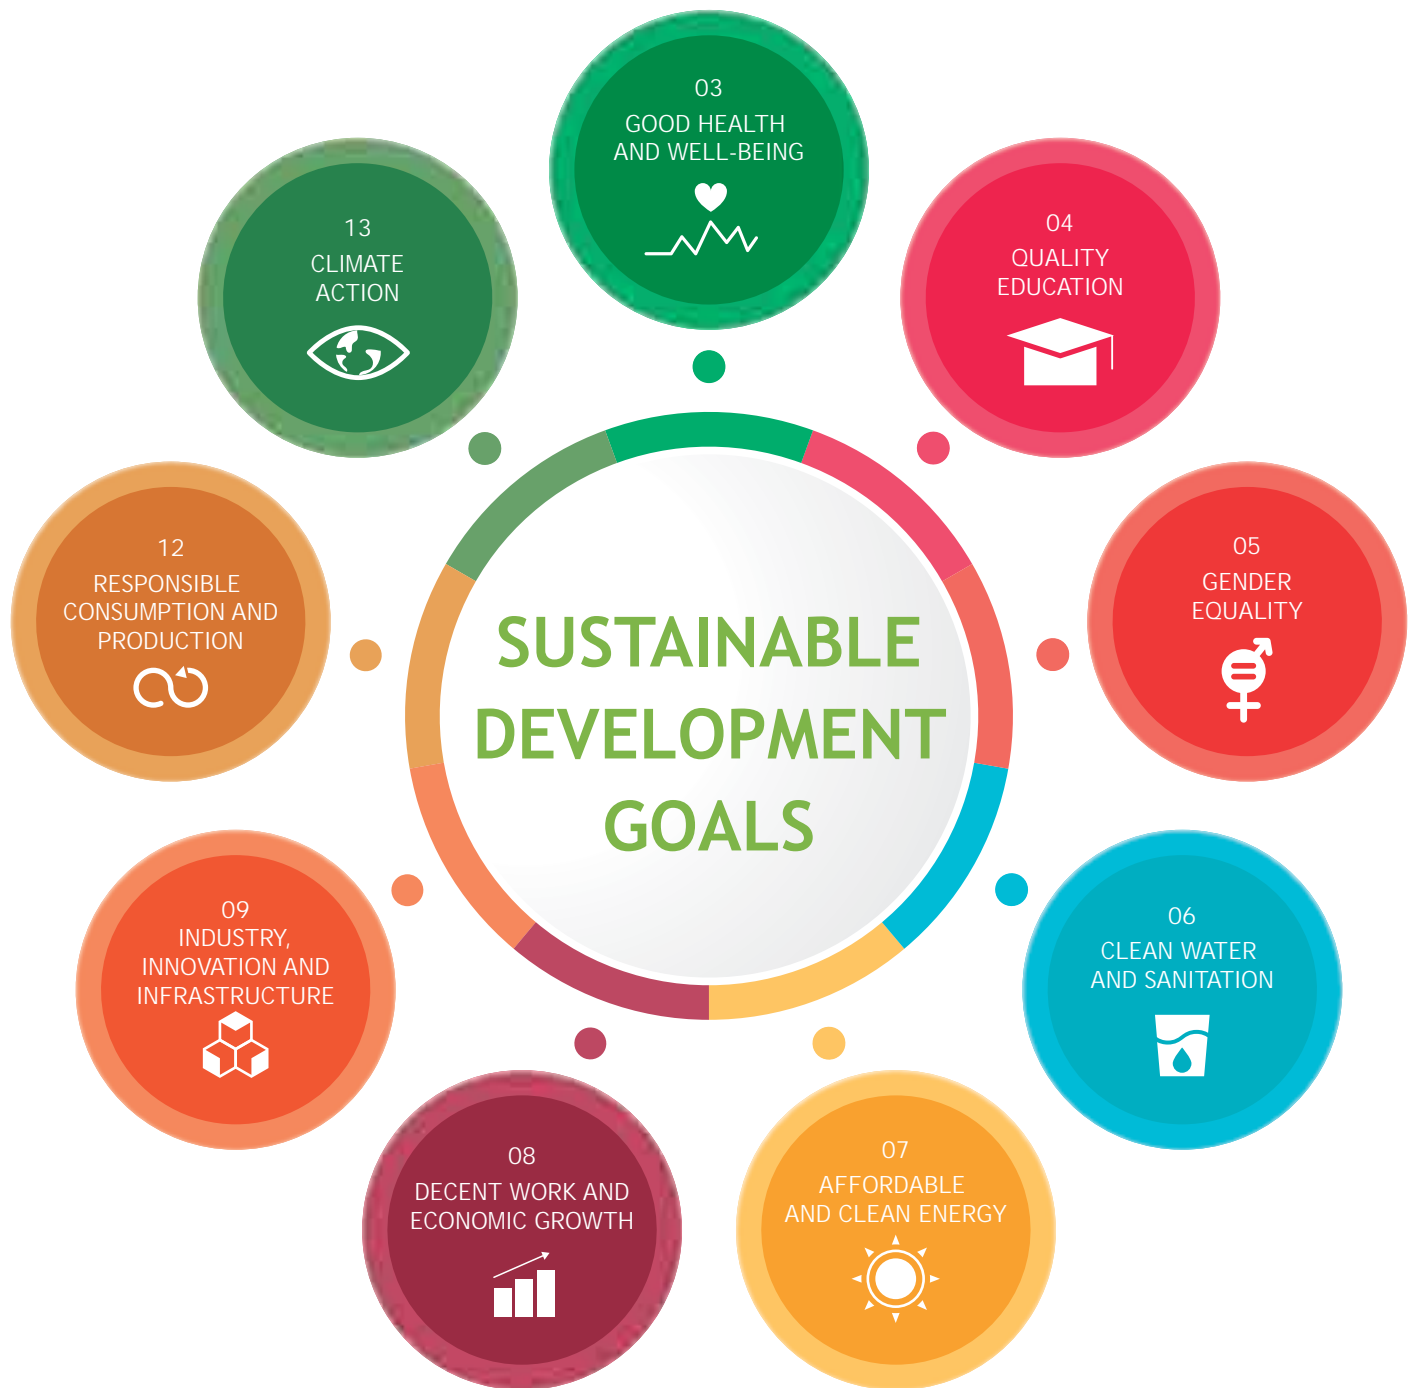 03
GOOD HEALTH
AND WELL-BEING
04
QUALITY
EDUCATION
05
GENDER
EQUALITY
06
CLEAN WATER
AND SANITATION
07
AFFORDABLE
AND CLEAN ENERGY
08
DECENT WORK AND
ECONOMIC GROWTH
09
INDUSTRY,
INNOVATION AND
INFRASTRUCTURE
12
RESPONSIBLE
CONSUMPTION AND
PRODUCTION
13
CLIMATE
ACTION
SUSTAINABLE
DEVELOPMENT
GOALS